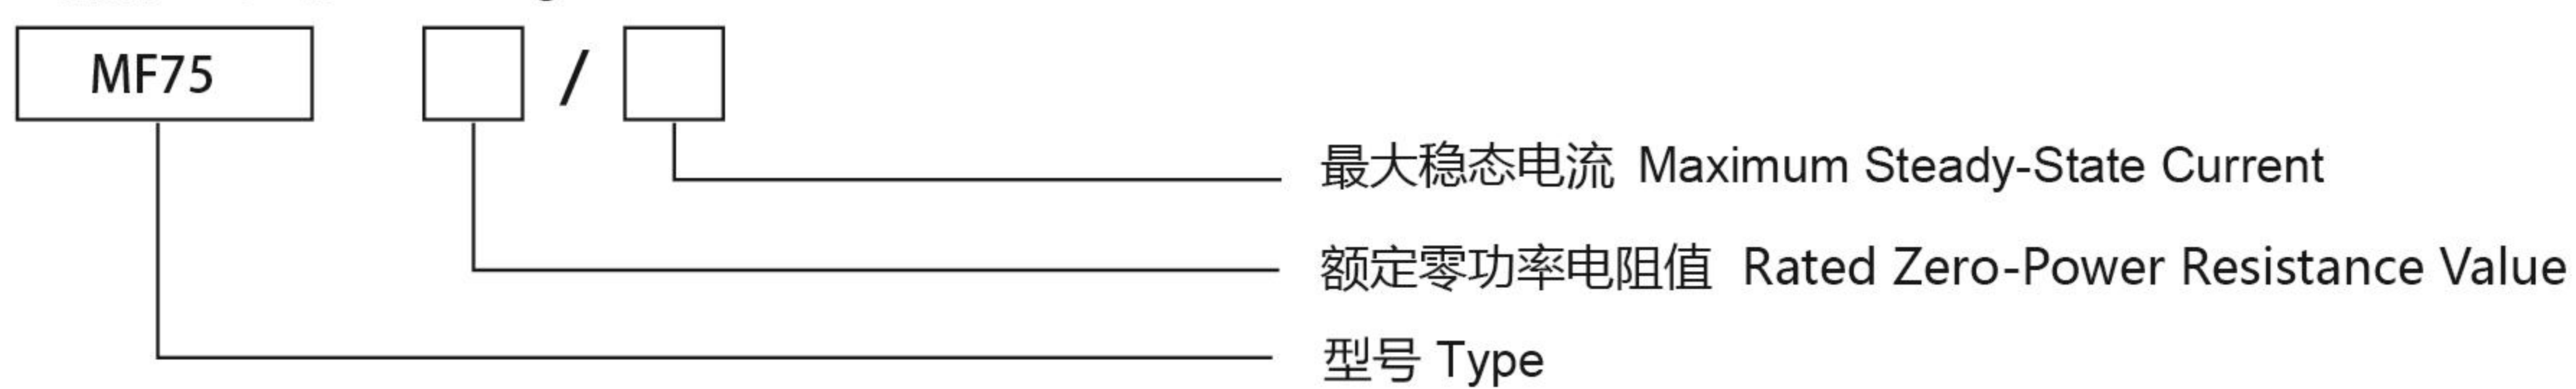 MF75 /
最大稳态电流 Maximum Steady-State Current
额定零功率电阻值 Rated Zero-Power Resistance Value
型号 Type